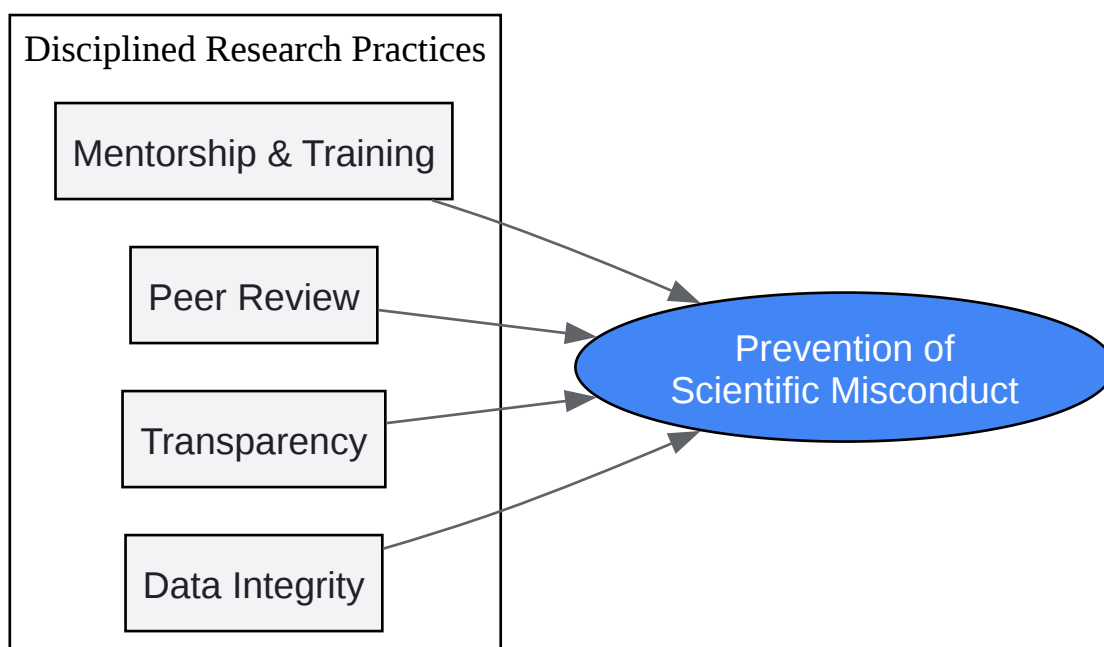 Disciplined Research Practices
Mentorship & Training
Peer Review
Transparency
Data Integrity
Prevention of
Scientific Misconduct